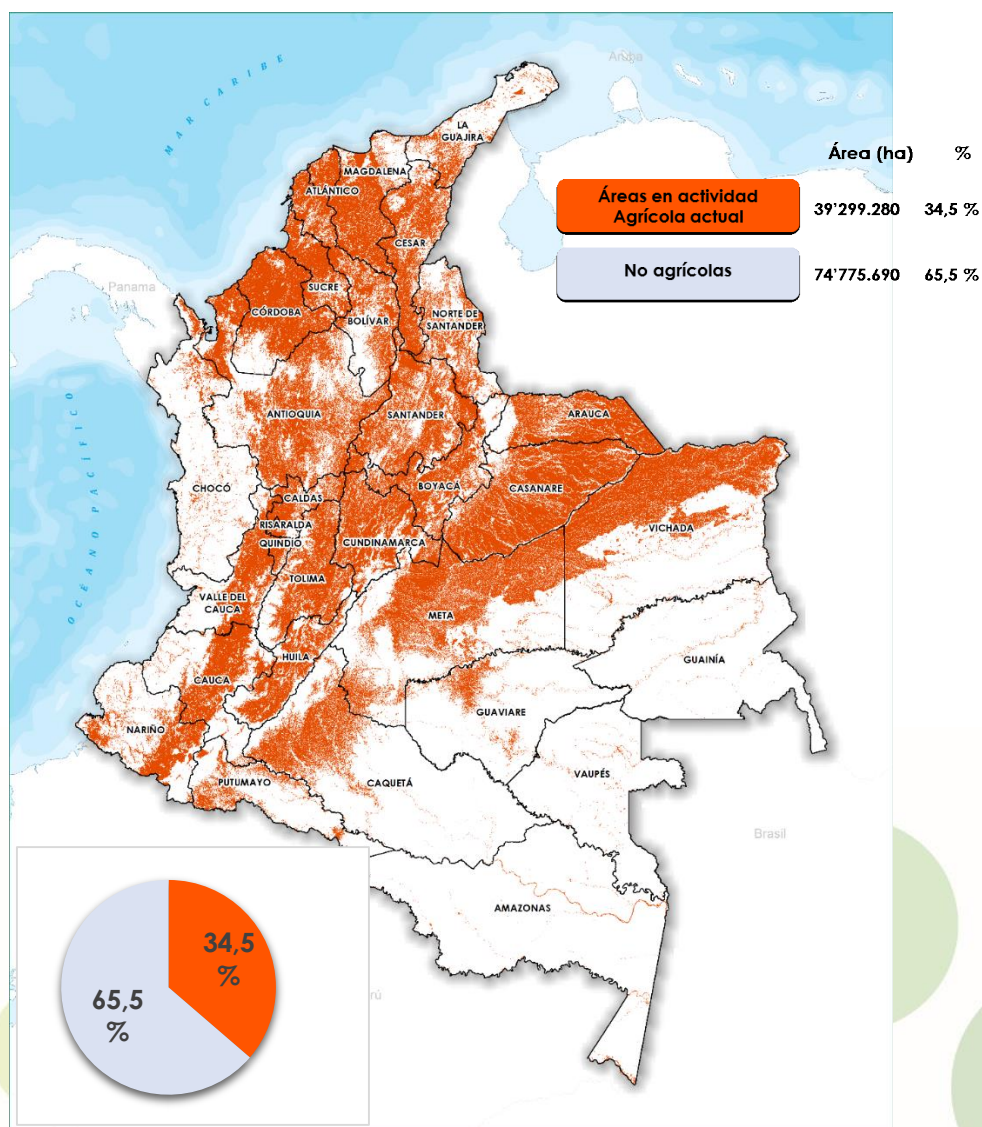 MAR CARIBE
Aruba
LA
GUAJIRA
MAGDALENA
ATLÁNTICO
CESAR
Área (ha) %
Áreas en actividad
Agrícola actual
39'299.280 34,5 %
No agrícolas
74'775.690 65,5 %
Panama
SUCRE
CÓRDOBA
BOLÍVAR
NORTE DE
SANTANDER
OCÉANO PACÍFICO
ANTIOQUIA
SANTANDER
ARAUCA
CHOCÓ
CALDAS
BOYACÁ
CASANARE
RISARALDA
QUINDIO
CUNDINAMARCA
VICHADA
TOLIMA
VALLE DEL
CAUCA
META
HUILA
CAUCA
GUAINÍA
GUAVIARE
NARIÑO
PUTUMAYO
CAQUETÁ
VAUPÉS
Brasil
AMAZONAS
34,5
%
65,5
%
rú